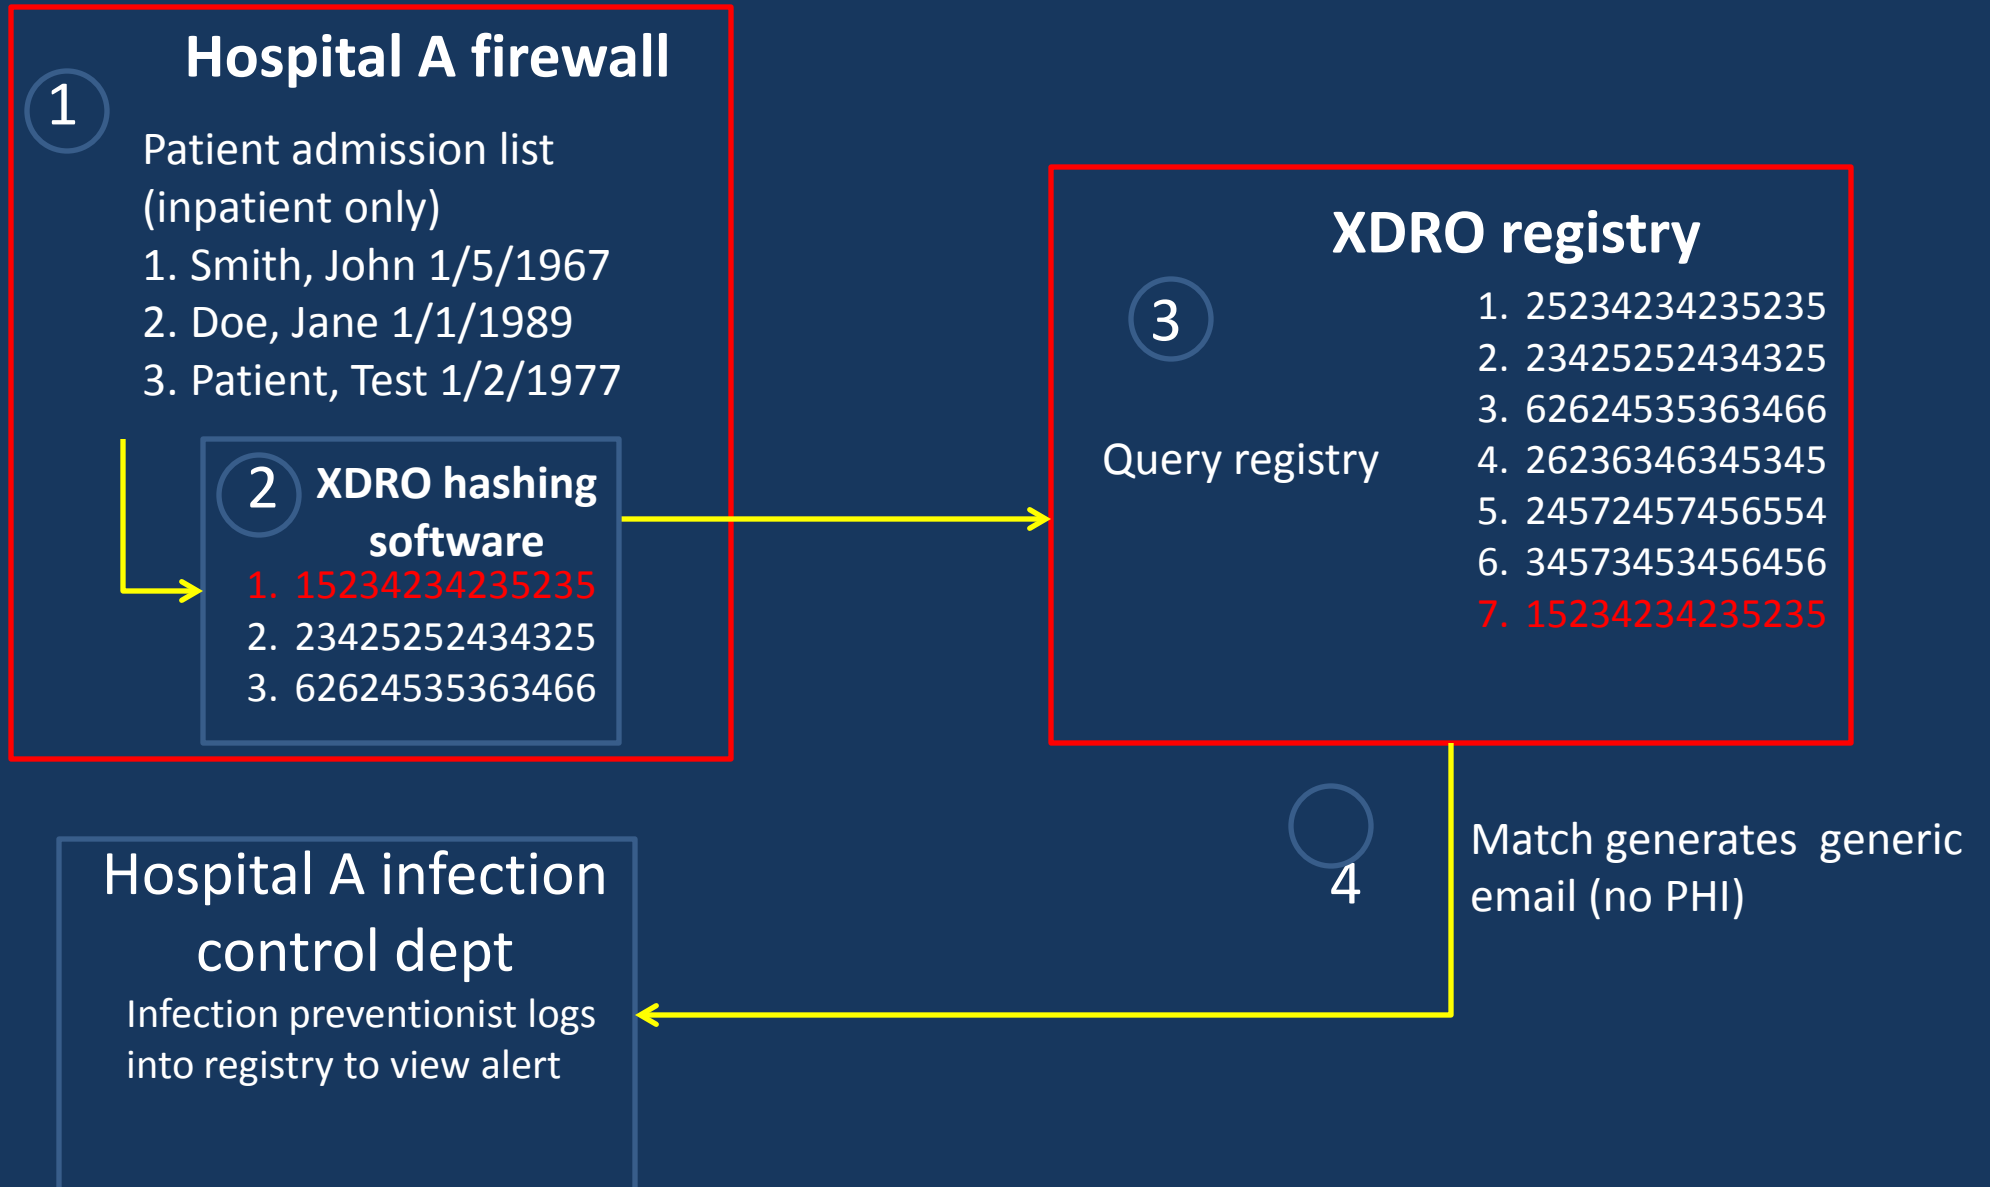 Hospital A firewall
1
Patient admission list
(inpatient only)
1. Smith, John 1/5/1967
2. Doe, Jane 1/1/1989
3. Patient, Test 1/2/1977
2
XDRO hashing
software
1. 15234234235235
2. 23425252434325
3. 62624535363466
XDRO registry
3
Query registry
1. 25234234235235
2. 23425252434325
3. 62624535363466
4. 26236346345345
5. 24572457456554
6. 34573453456456
7. 15234234235235
4
Match generates  generic
email (no PHI)
Hospital A infection
control dept
Infection preventionist logs
into registry to view alert